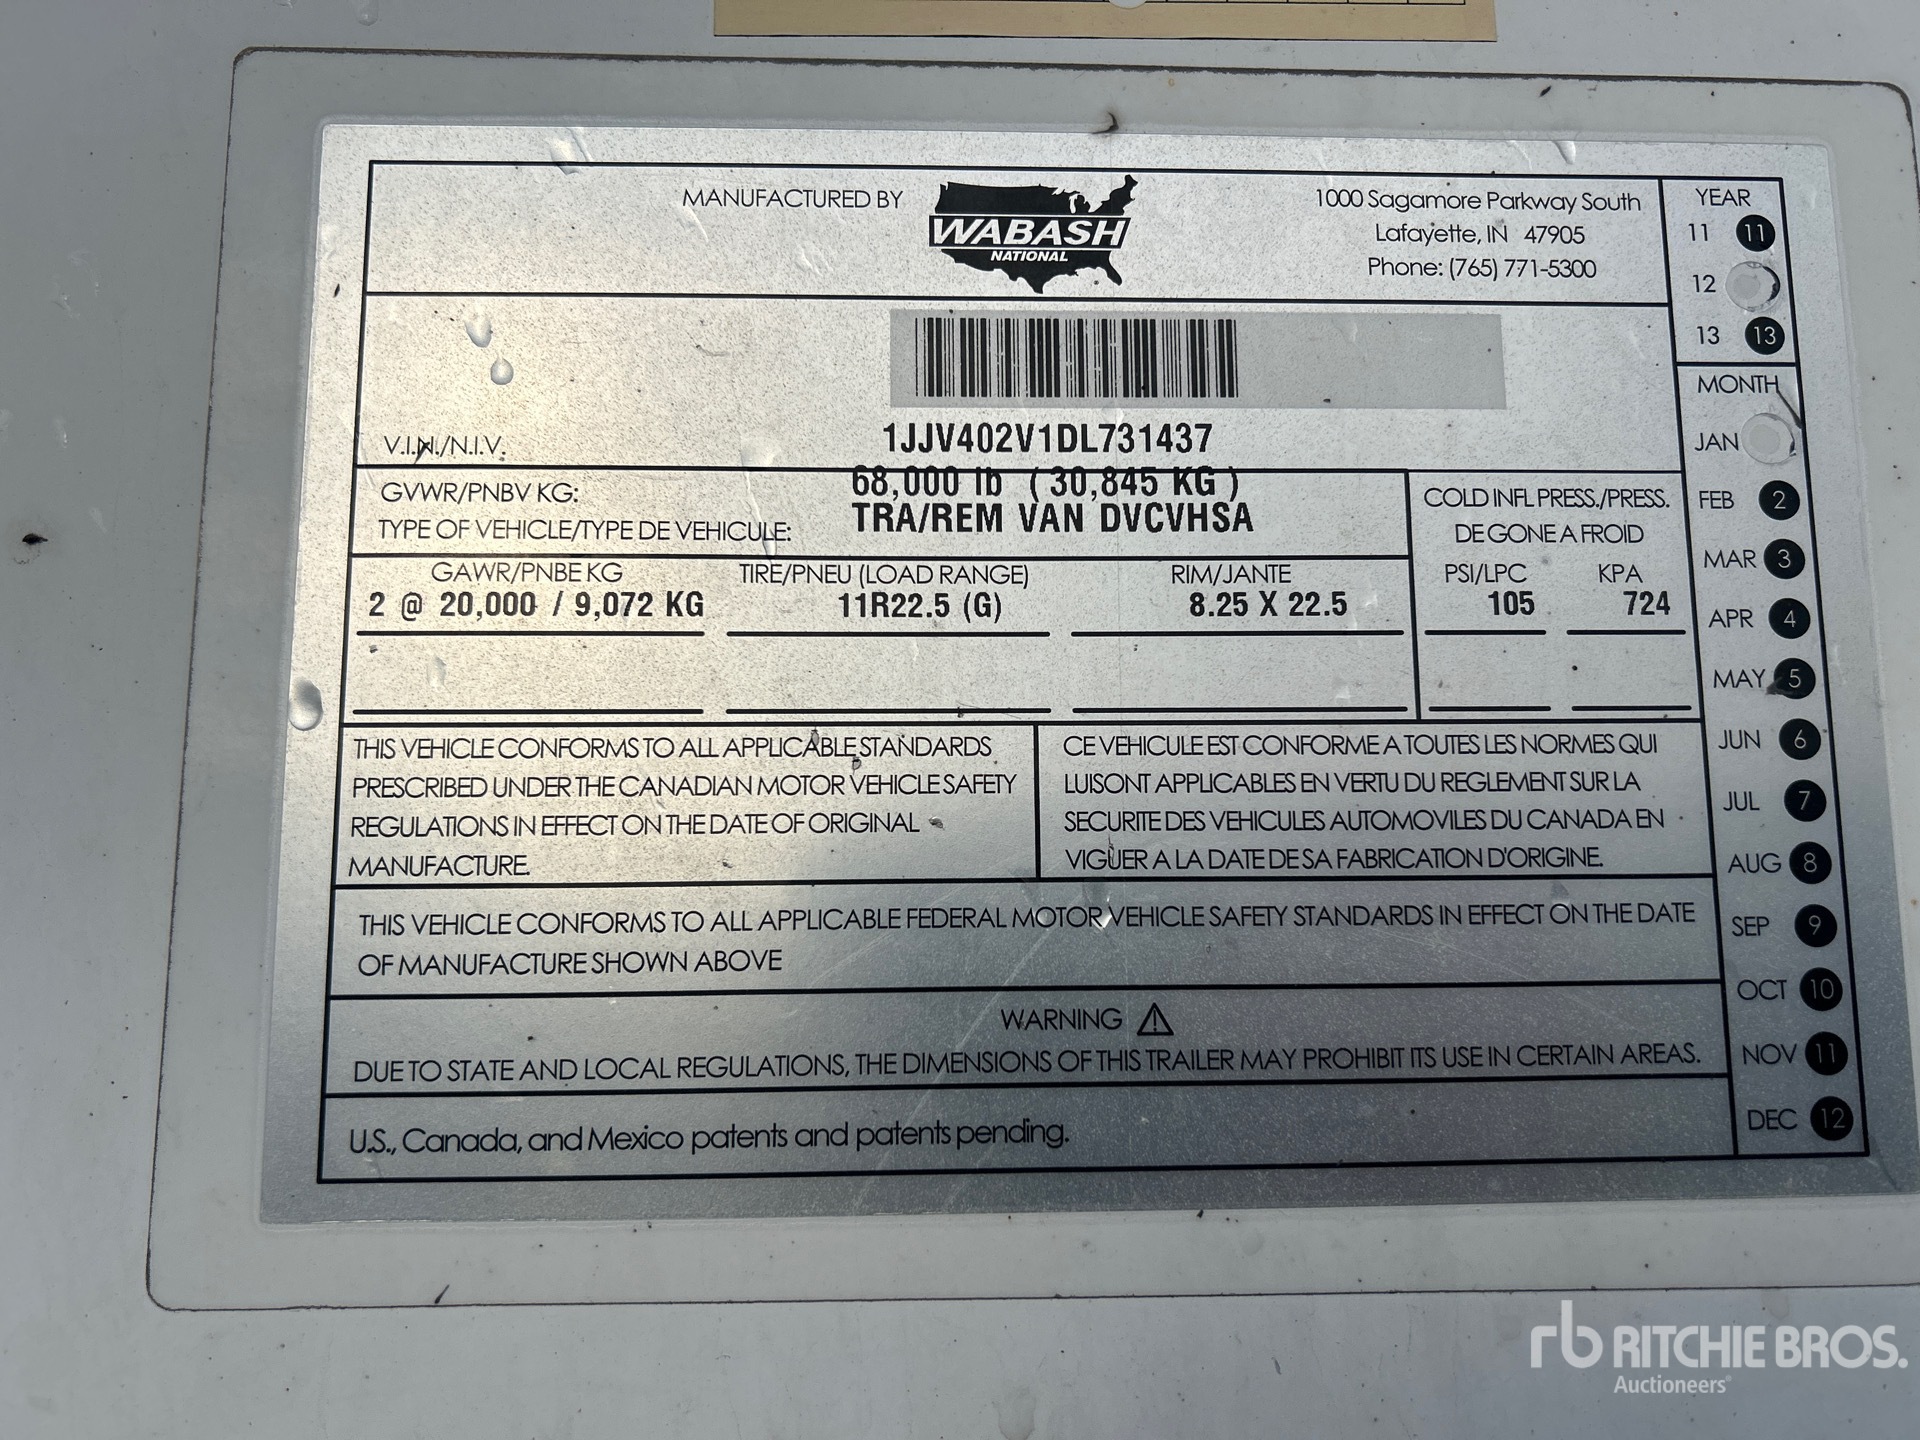 MANUFACTURED BY
WABASH
NATIONAL
1000 Sagamore Parkway South
Lafayette, IN 47905
Phone: (765) 771-5300
YEAR
11 11
12
13 13
MONTH
JAN
FEB 2
MAR 3
APR 4
MAY 5
JUN 6
JUL 7
AUG 8
SEP 9
OCT 10
NOV 11
DEC 12
V.I.N./N.I.V. 1JJV402V1DL731437
GVWR/PNBV KG: 68,000 lb ( 30,845 KG )
TYPE OF VEHICLE/TYPE DE VEHICULE: TRA/REM VAN DVCVHSA
COLD INFL PRESS./PRESS.
DE GONE A FROID
GAWR/PNBE KG TIRE/PNEU (LOAD RANGE) RIM/JANTE PSI/LPC KPA
2 @ 20,000 / 9,072 KG 11R22.5 (G) 8.25 X 22.5 105 724
THIS VEHICLE CONFORMS TO ALL APPLICABLE STANDARDS
PRESCRIBED UNDER THE CANADIAN MOTOR VEHICLE SAFETY
REGULATIONS IN EFFECT ON THE DATE OF ORIGINAL
MANUFACTURE.
CE VEHICULE EST CONFORME A TOUTES LES NORMES QUI
LUISONT APPLICABLES EN VERTU DU REGLEMENT SUR LA
SECURITE DES VEHICULES AUTOMOVILES DU CANADA EN
VIGUER A LA DATE DE SA FABRICATION D'ORIGINE.
THIS VEHICLE CONFORMS TO ALL APPLICABLE FEDERAL MOTOR VEHICLE SAFETY STANDARDS IN EFFECT ON THE DATE
OF MANUFACTURE SHOWN ABOVE
WARNING
DUE TO STATE AND LOCAL REGULATIONS, THE DIMENSIONS OF THIS TRAILER MAY PROHIBIT ITS USE IN CERTAIN AREAS.
U.S., Canada, and Mexico patents and patents pending.
rb RITCHIE BROS.
Auctioneers